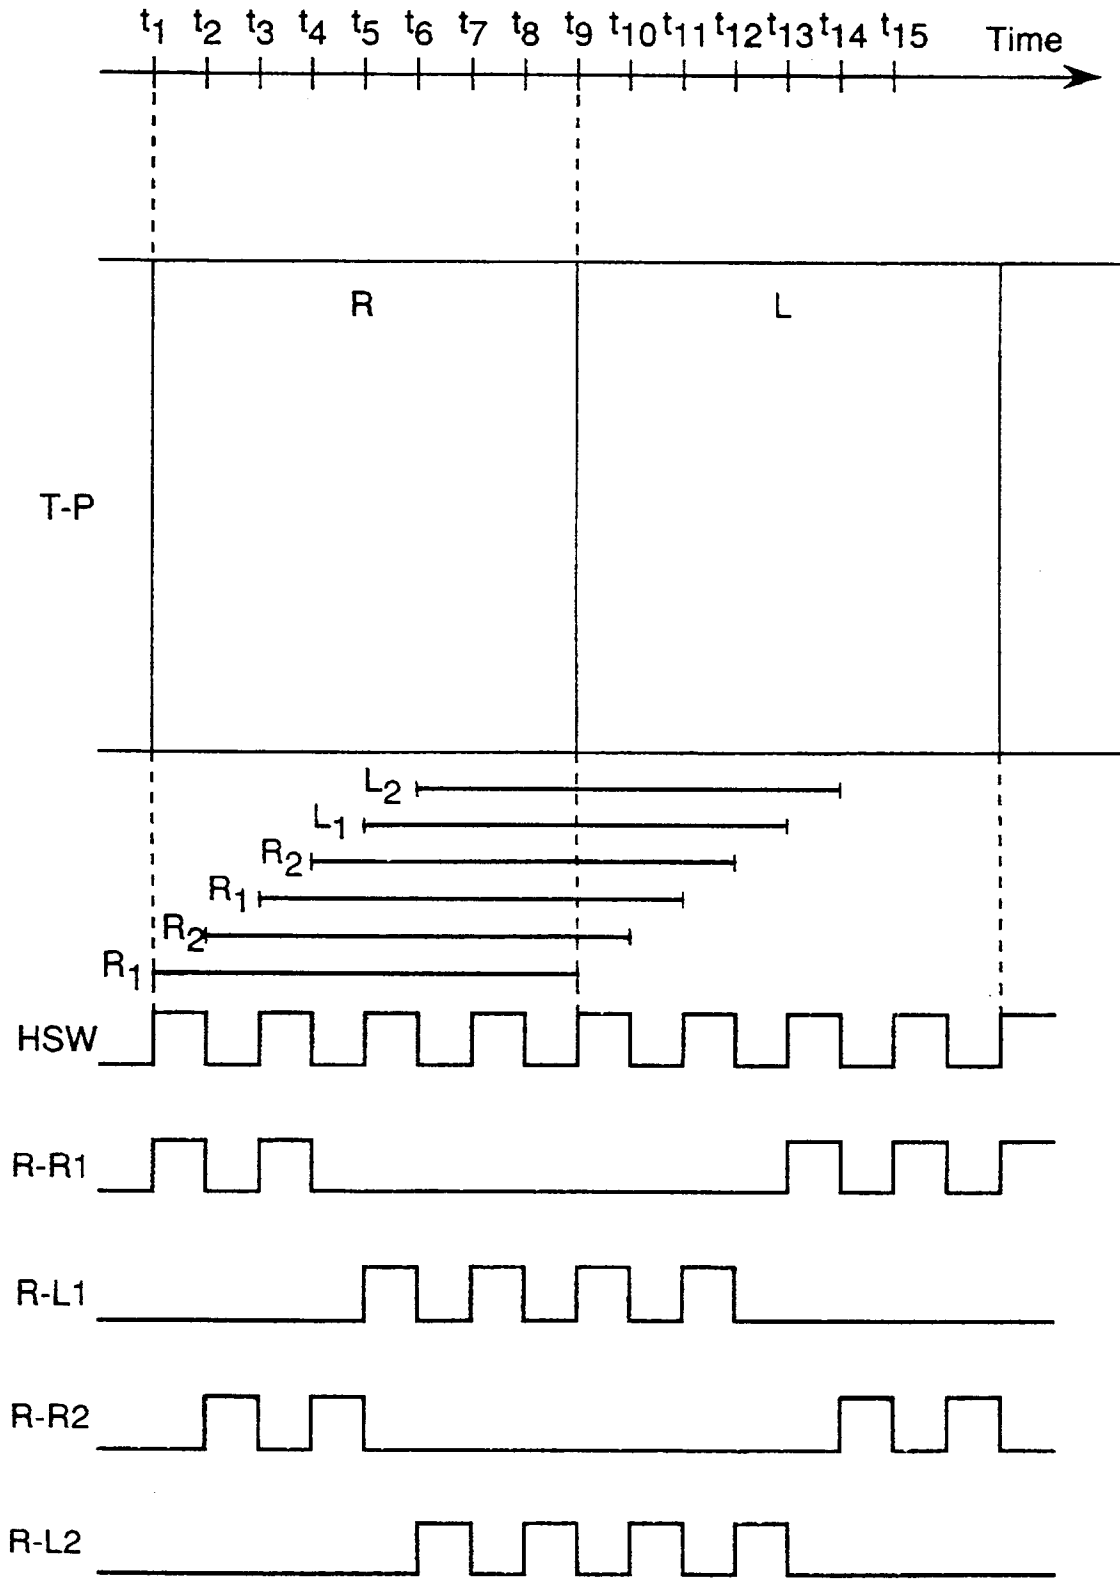 t1 t2 t3 t4 t5 t6 t7 t8 t9 t10 t11 t12 t13 t14 t15 Time
R L
T-P
L2
L1
R2
R1
R2
R1
HSW
R-R1
R-L1
R-R2
R-L2